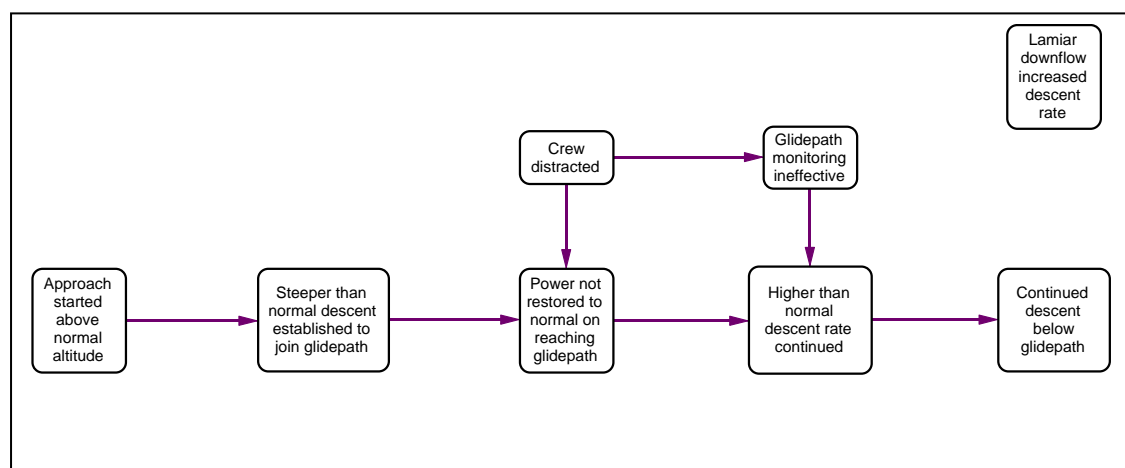 Lamiar
downflow
increased
descent
rate
Crew
distracted
Glidepath
monitoring
ineffective
Approach
started
above
normal
altitude
Steeper than
normal descent
established to
join glidepath
Power not
restored to
normal on
reaching
glidepath
Higher than
normal
descent rate
continued
Continued
descent
below
glidepath